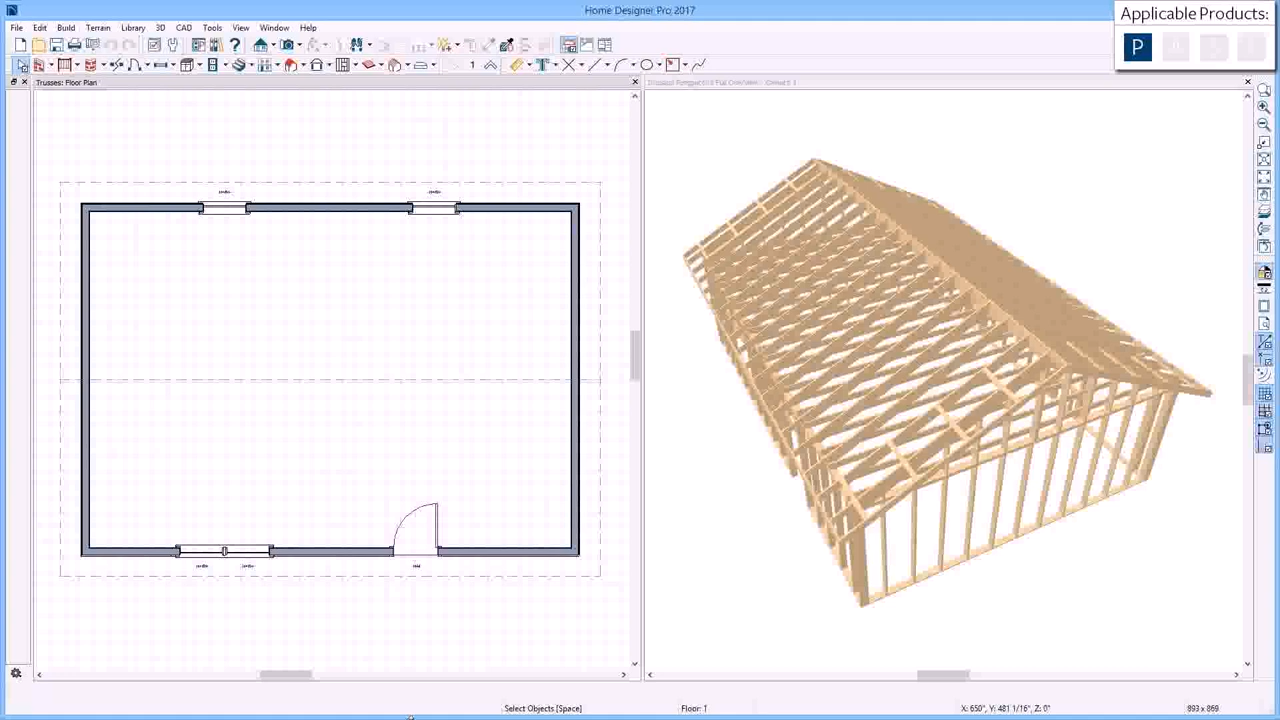 Home Designer Pro 2017
Applicable Products:
P
File Edit Build Terrain Library 3D CAD Tools View Window Help
1
Trusses: Floor Plan
Select Objects [Space]
Floor: 1
X: 650", Y: 481 1/16", Z: 0"
893 x 869